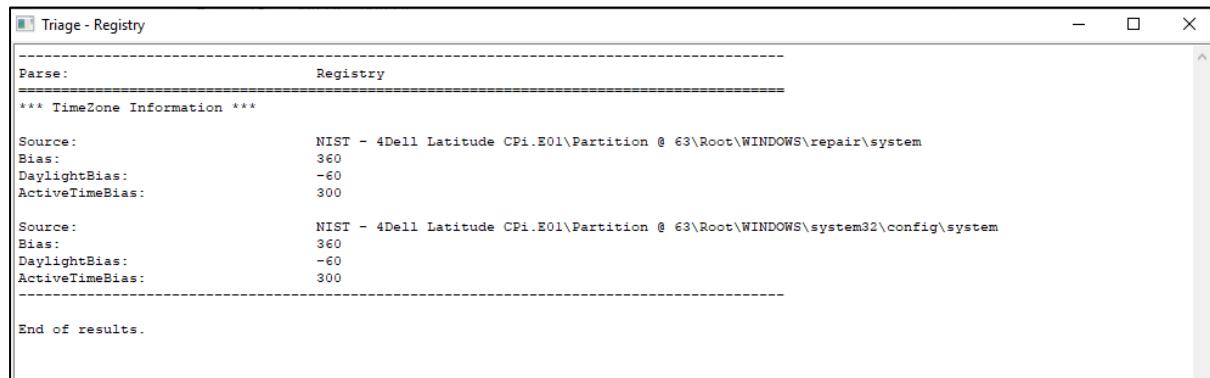 Triage - Registry
-----------------------------------------------------------------------------------------
Parse: Registry
=========================================================================================
*** TimeZone Information ***
Source: NIST - 4Dell Latitude CPi.E01\Partition @ 63\Root\WINDOWS\repair\system
Bias: 360
DaylightBias: -60
ActiveTimeBias: 300
Source: NIST - 4Dell Latitude CPi.E01\Partition @ 63\Root\WINDOWS\system32\config\system
Bias: 360
DaylightBias: -60
ActiveTimeBias: 300
-----------------------------------------------------------------------------------------
End of results.